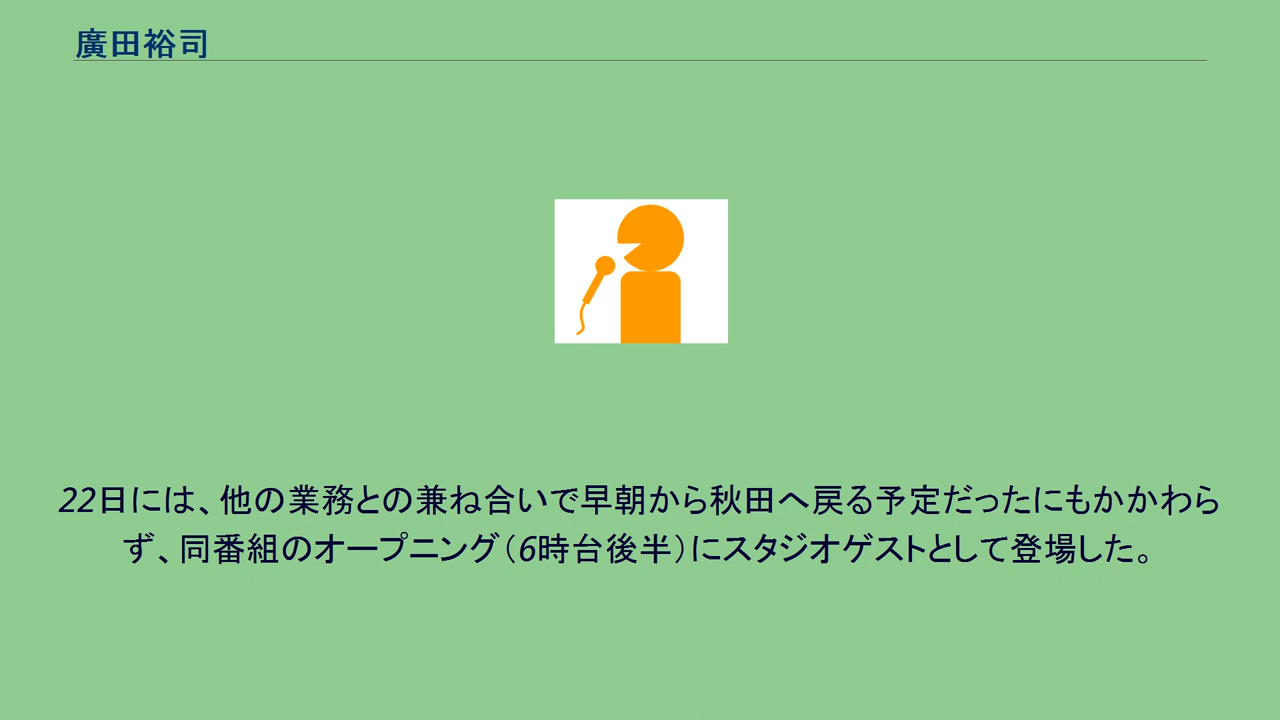 廣田裕司
22日には、他の業務との兼ね合いで早朝から秋田へ戻る予定だったにもかかわら
ず、同番組のオープニング（6時台後半）にスタジオゲストとして登場した。